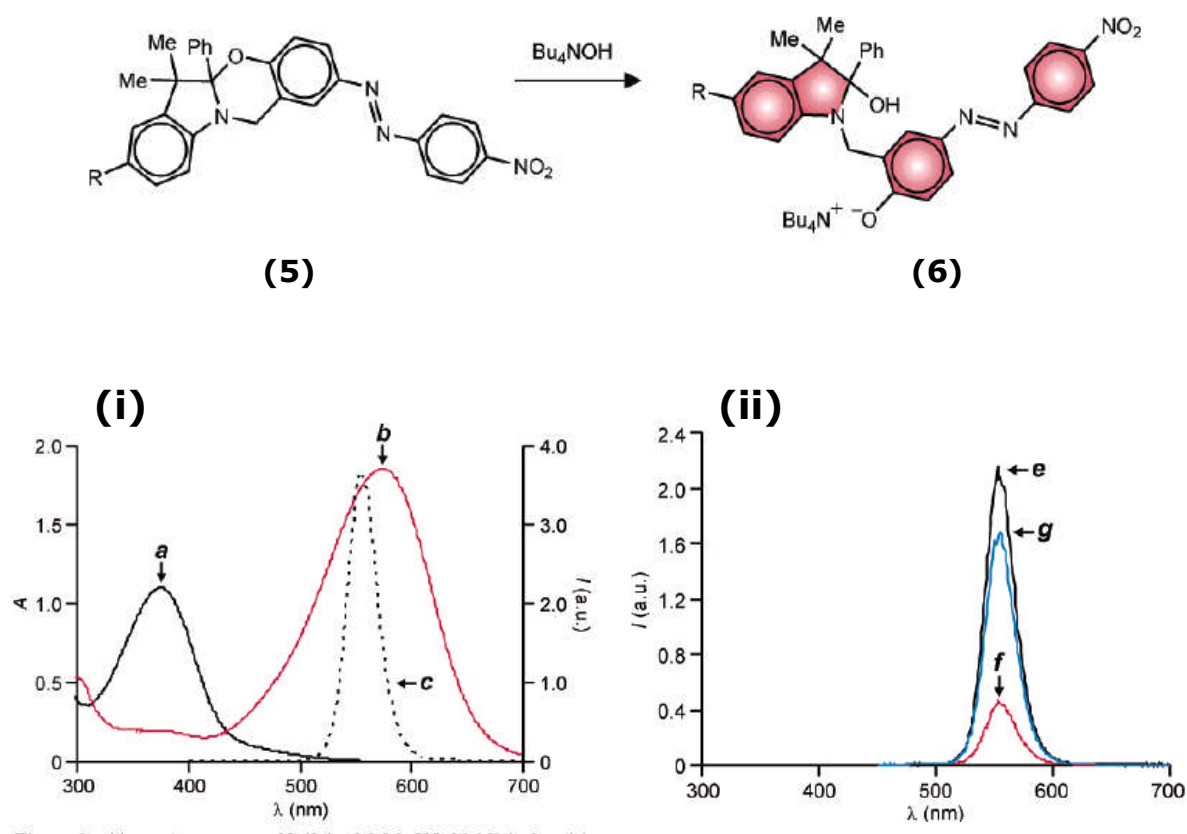 Me
Ph
O
Me
N
N
N
R
NO₂
Bu₄NOH
Me
Me
Ph
R
OH
N
N
N
NO₂
Bu₄N⁺ ⁻O
(5)
(6)
(i)
(ii)
2.0
1.5
1.0
0.5
0
A
a
b
c
4.0
3.0
2.0
1.0
0
I (a.u.)
300 400 500 600 700
λ (nm)
2.4
2.0
1.6
1.2
0.8
0.4
0
I (a.u.)
e
g
f
300 400 500 600 700
λ (nm)